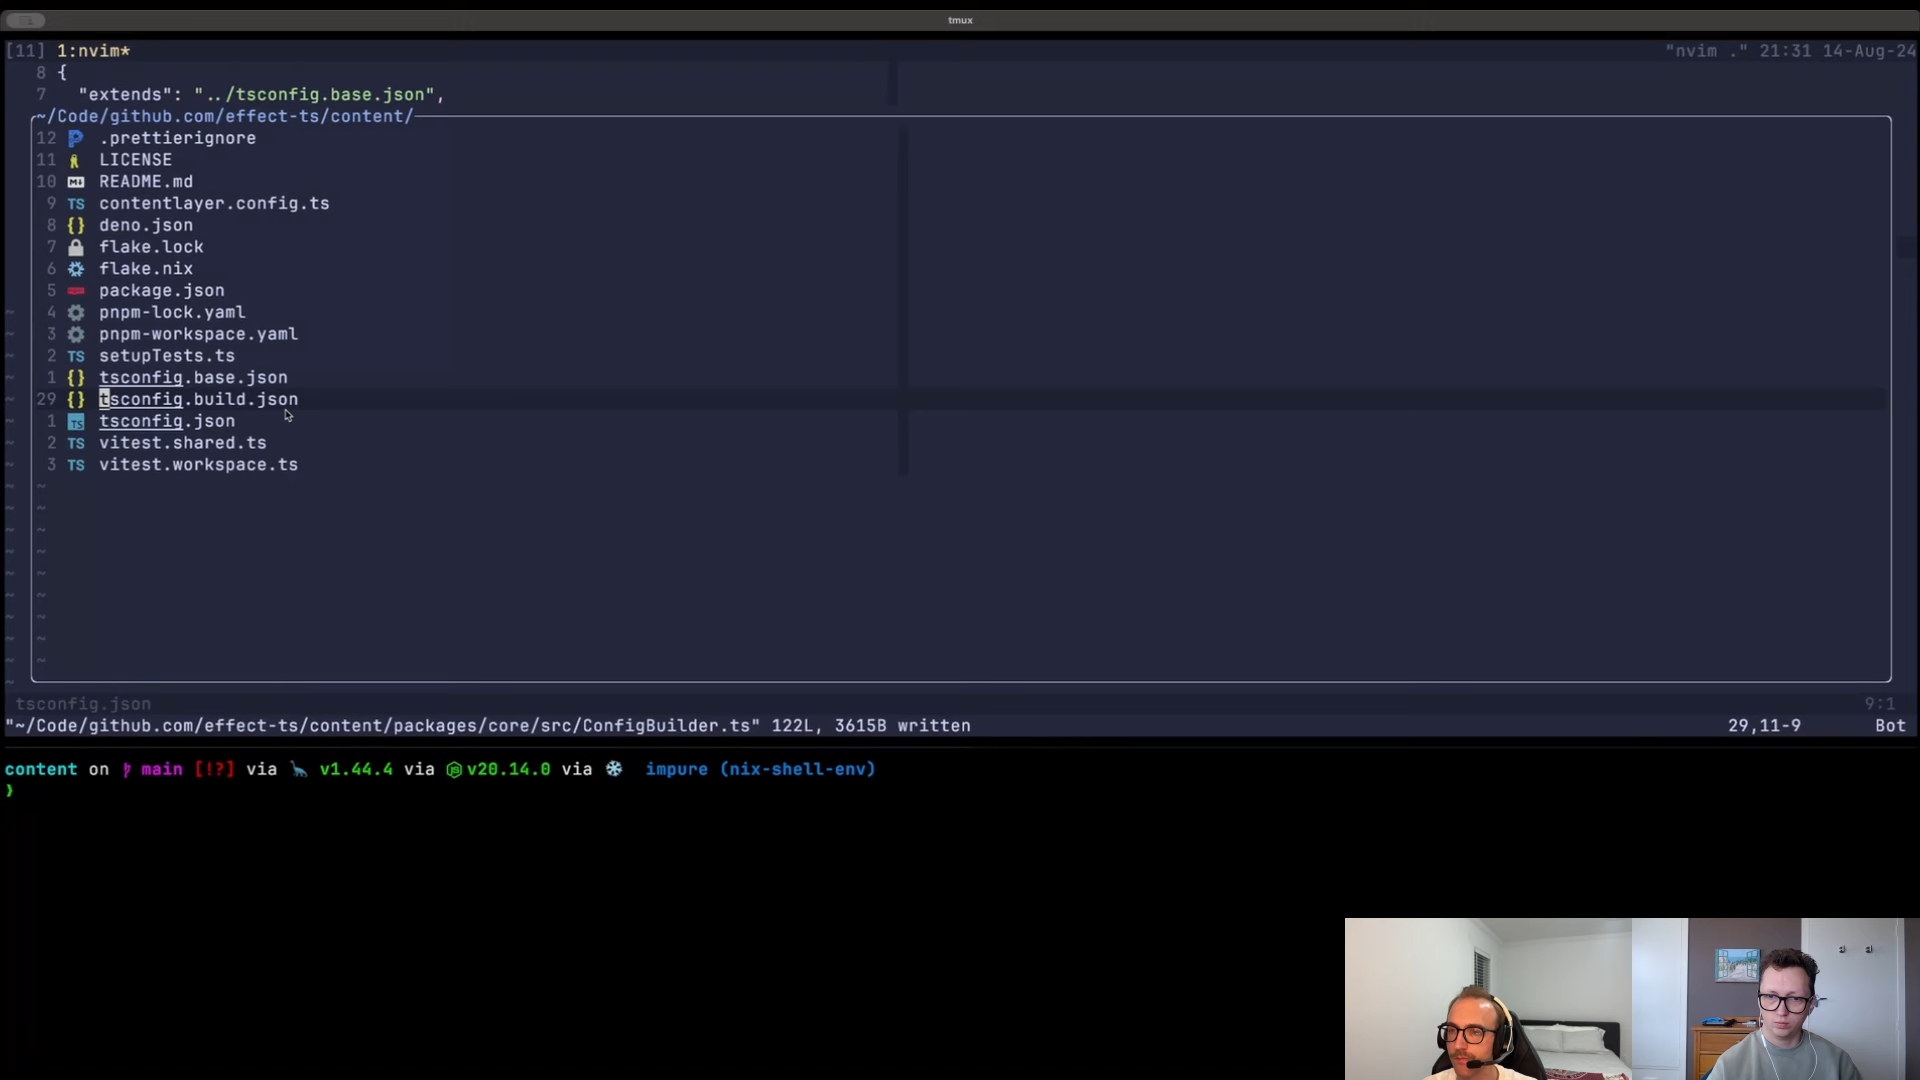 tmux
[11] 1:nvim* "nvim ." 21:31 14-Aug-24
8 {
7 "extends": "../tsconfig.base.json",
~/Code/github.com/effect-ts/content/
12 .prettierignore
11 LICENSE
10 README.md
9 TS contentlayer.config.ts
8 {} deno.json
7 flake.lock
6 flake.nix
5 package.json
4 pnpm-lock.yaml
3 pnpm-workspace.yaml
2 TS setupTests.ts
1 {} tsconfig.base.json
29 {} tsconfig.build.json
1 TS tsconfig.json
2 TS vitest.shared.ts
3 TS vitest.workspace.ts
tsconfig.json 9:1
"~/Code/github.com/effect-ts/content/packages/core/src/ConfigBuilder.ts" 122L, 3615B written 29,11-9 Bot
content on main [!?] via v1.44.4 via v20.14.0 via impure (nix-shell-env)